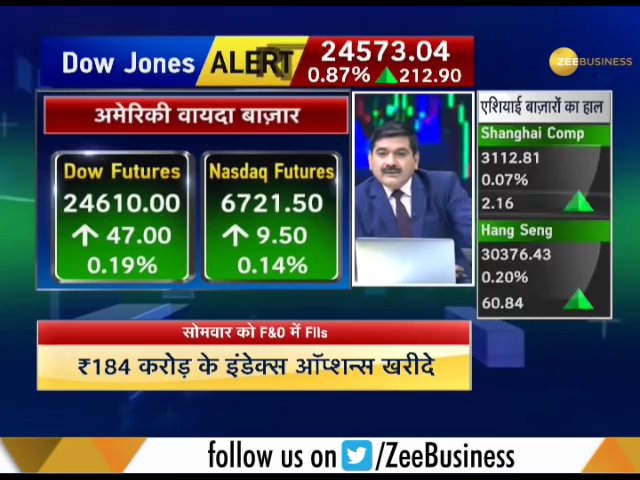 Dow Jones
ALERT
24573.04
0.87% 212.90
ZEEBUSINESS
अमेरिकी वायदा बाज़ार
Dow Futures
24610.00
47.00
0.19%
Nasdaq Futures
6721.50
9.50
0.14%
एशियाई बाज़ारों का हाल
Shanghai Comp
3112.81
0.07%
2.16
Hang Seng
30376.43
0.20%
60.84
सोमवार को F&O में FIIs
₹184 करोड़ के इंडेक्स ऑप्शन्स खरीदे
follow us on /ZeeBusiness